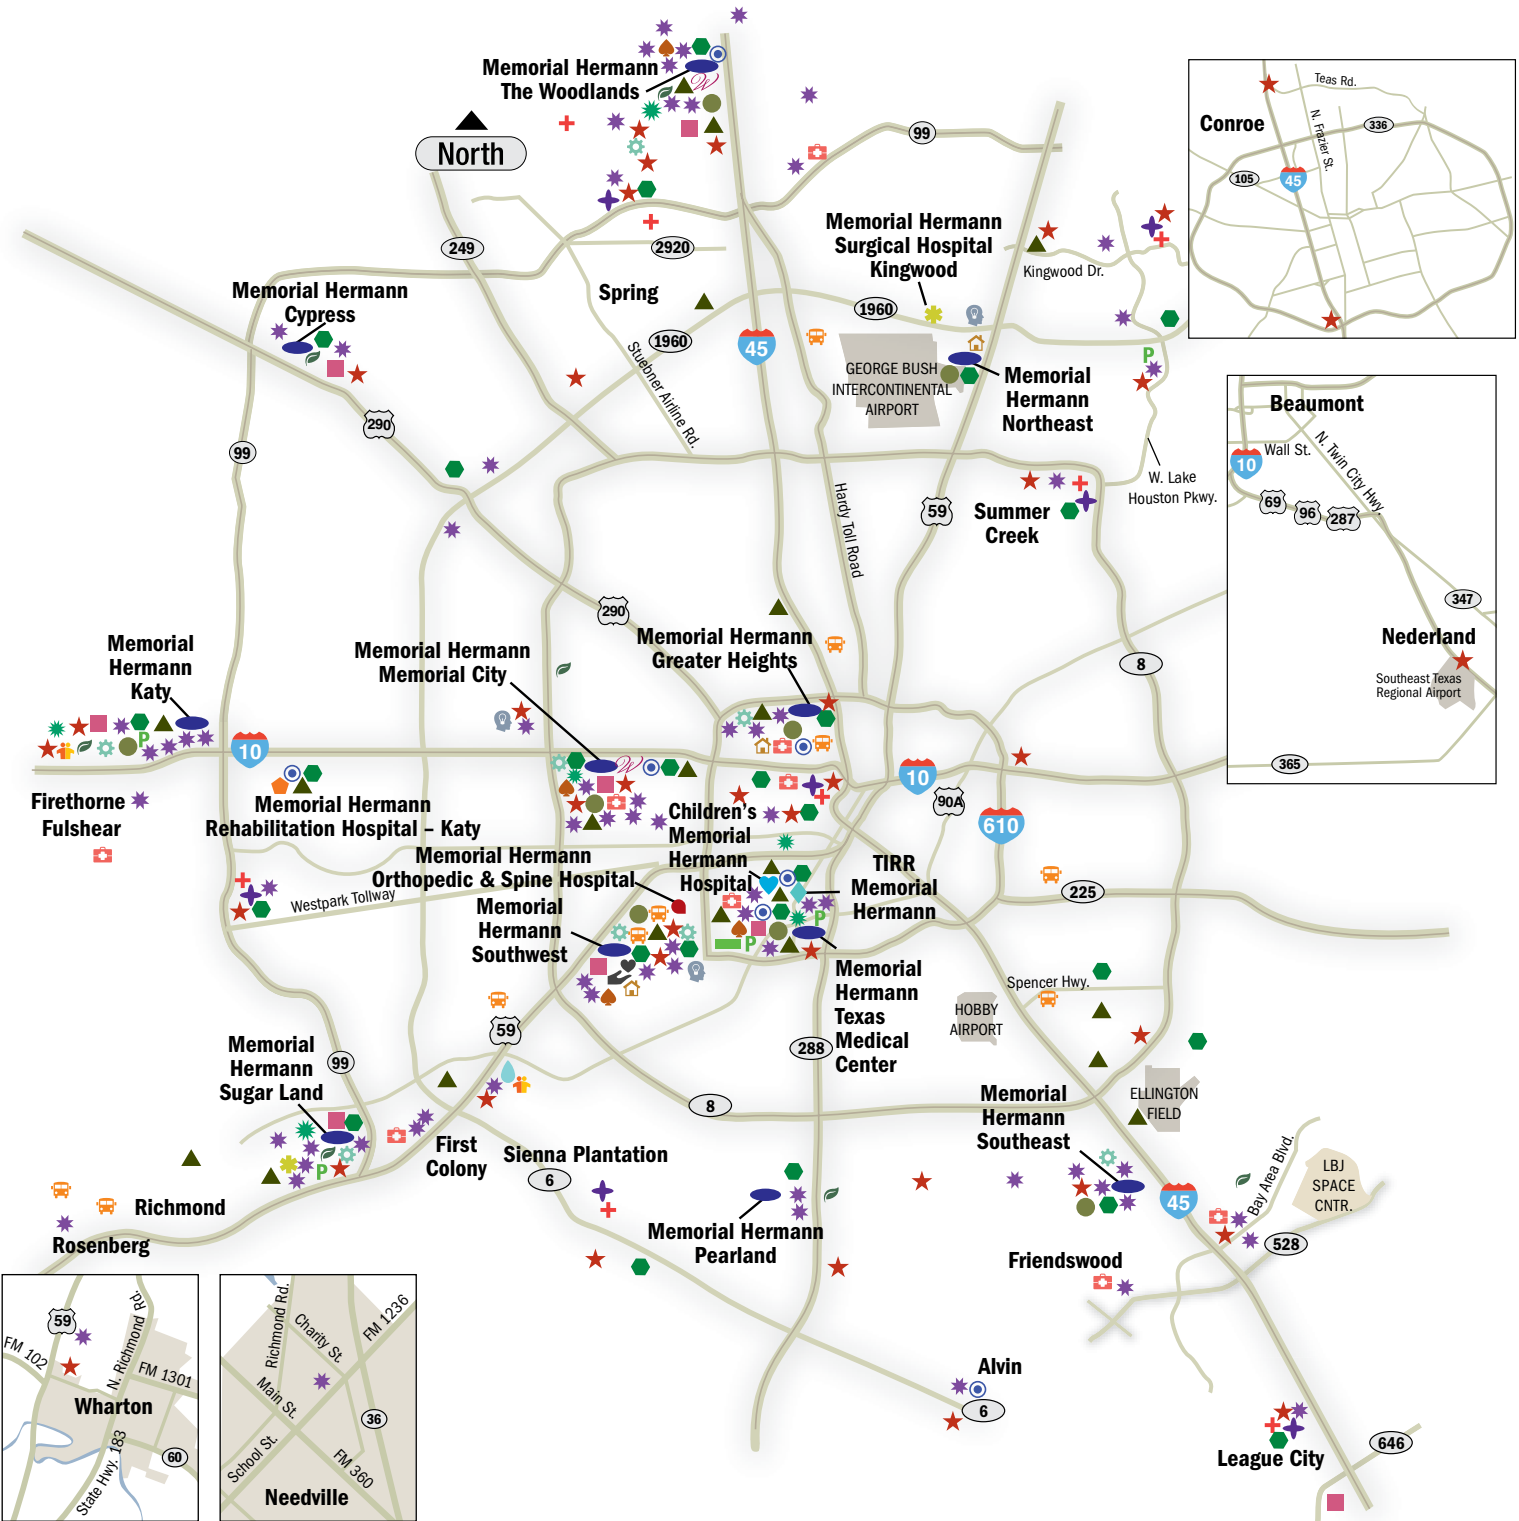 Memorial Hermann
The Woodlands
North
99
249
2920
Spring
1960
45
Stuebner Airline Rd.
Hardy Toll Road
Memorial Hermann
Surgical Hospital
Kingwood
1960
Kingwood Dr.
GEORGE BUSH
INTERCONTINENTAL
AIRPORT
Memorial
Hermann
Northeast
W. Lake
Houston Pkwy.
59
Summer
Creek
Conroe
Teas Rd.
N. Frazier St.
336
105
45
Beaumont
Wall St.
N. Twin City Hwy.
10
69
96
287
347
Nederland
Southeast Texas
Regional Airport
365
Memorial Hermann
Cypress
290
99
290
Memorial
Hermann
Katy
P
10
Firethorne
Fulshear
Memorial Hermann
Rehabilitation Hospital – Katy
Memorial Hermann
Memorial City
W
W
Memorial Hermann
Greater Heights
8
10
90A
610
225
Children's
Memorial
Hermann
Hospital
TIRR
Memorial
Hermann
P
P
Memorial Hermann
Orthopedic & Spine Hospital
Westpark Tollway
Memorial
Hermann
Southwest
Memorial
Hermann
Texas
Medical
Center
288
HOBBY
AIRPORT
Spencer Hwy.
ELLINGTON
FIELD
59
99
Memorial
Hermann
Sugar Land
P
First
Colony
8
Sienna Plantation
6
Richmond
Rosenberg
Memorial Hermann
Pearland
Memorial
Hermann
Southeast
45
Bay Area Blvd.
LBJ
SPACE
CNTR.
528
Friendswood
Alvin
6
League City
646
P
59
FM 102
N. Richmond Rd.
FM 1301
Wharton
State Hwy. 183
60
Richmond Rd.
Charity St.
FM 1236
Main St.
School St.
36
FM 360
Needville